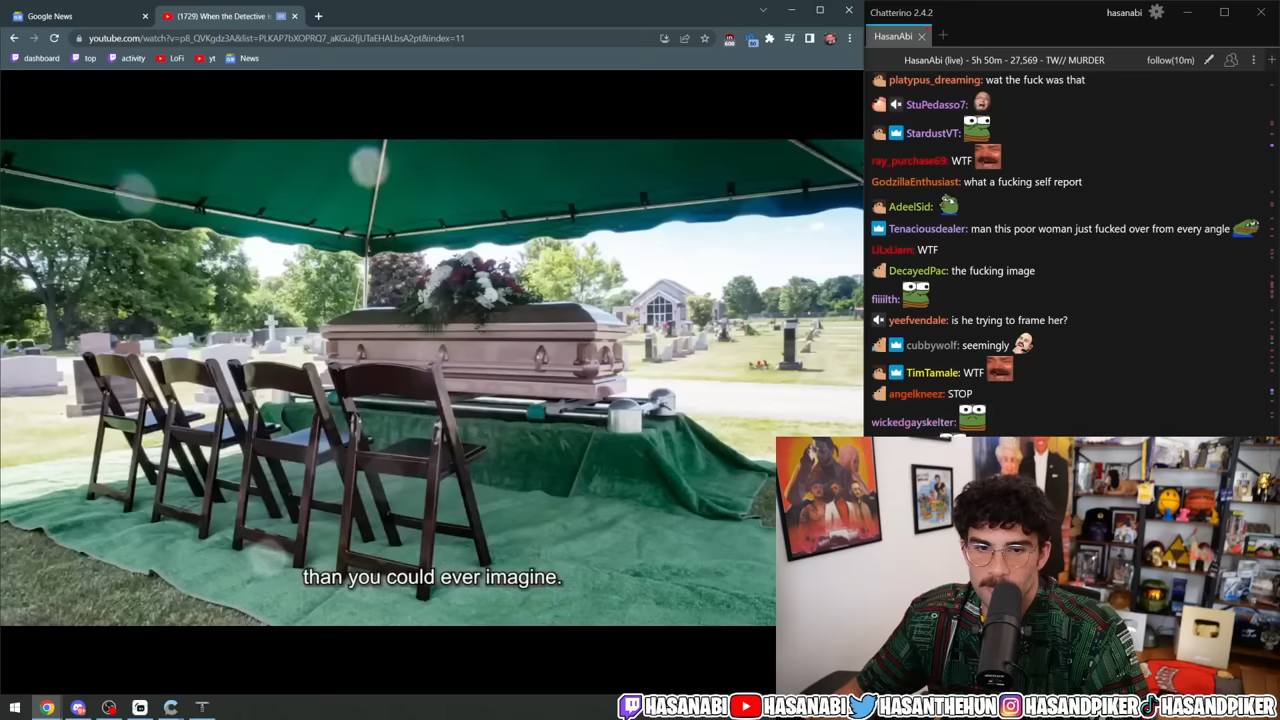 Google News
(1729) When the Detective is
youtube.com/watch?v=p8_QVKgdz3A&list=PLKAP7bXOPRQ7_aKGu2fjUTaEHALbsA2pt&index=11
600
80
dashboard
top
activity
LoFi
yt
News
than you could ever imagine.
Chatterino 2.4.2
hasanabi
HasanAbi
HasanAbi (live) - 5h 50m - 27,569 - TW// MURDER
follow(10m)
platypus_dreaming: wat the fuck was that
StuPedasso7:
StardustVT:
ray_purchase69: WTF
GodzillaEnthusiast: what a fucking self report
AdeelSid:
Tenaciousdealer: man this poor woman just fucked over from every angle
LiLxLiam: WTF
DecayedPac: the fucking image
fiiiilth:
yeefvendale: is he trying to frame her?
cubbywolf: seemingly
TimTamale: WTF
angelkneez: STOP
wickedgayskelter:
HASANABI
HASANABI
HASANTHEHUN
HASANDPIKER
HASANDPIKER